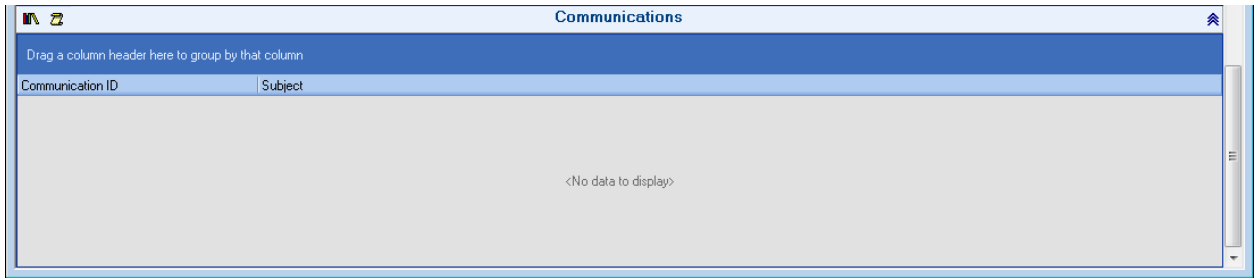 Communications
Drag a column header here to group by that column
Communication ID Subject
<No data to display>